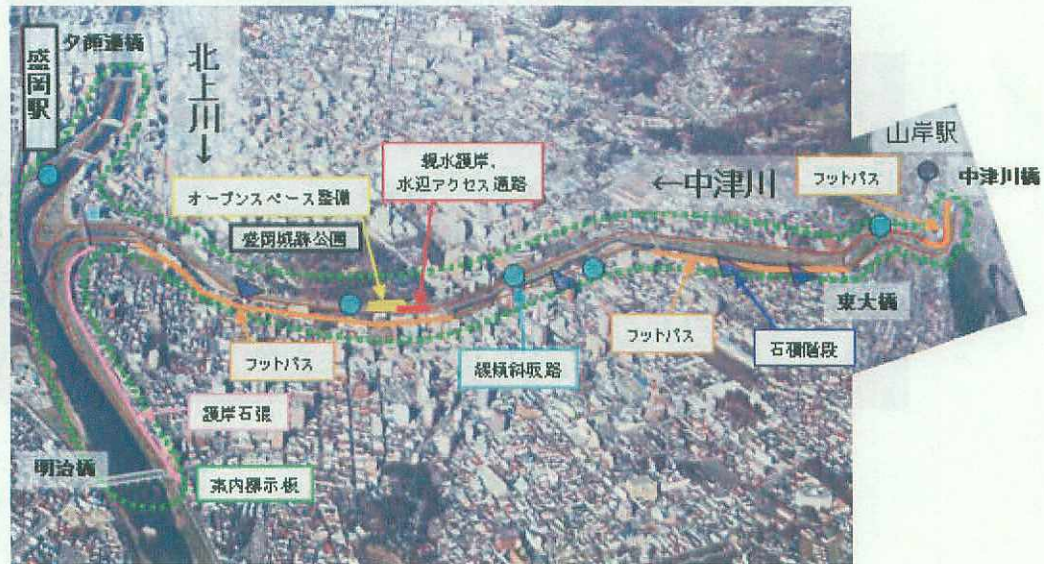 盛岡駅
夕顔瀬橋
北上川↓
山岸駅
親水護岸、
水辺アクセス通路
フットパス
←中津川
中津川橋
オープンスペース整備
盛岡城跡公園
東大橋
フットパス
フットパス
石積階段
緩傾斜坂路
護岸石張
明治橋
案内標示板